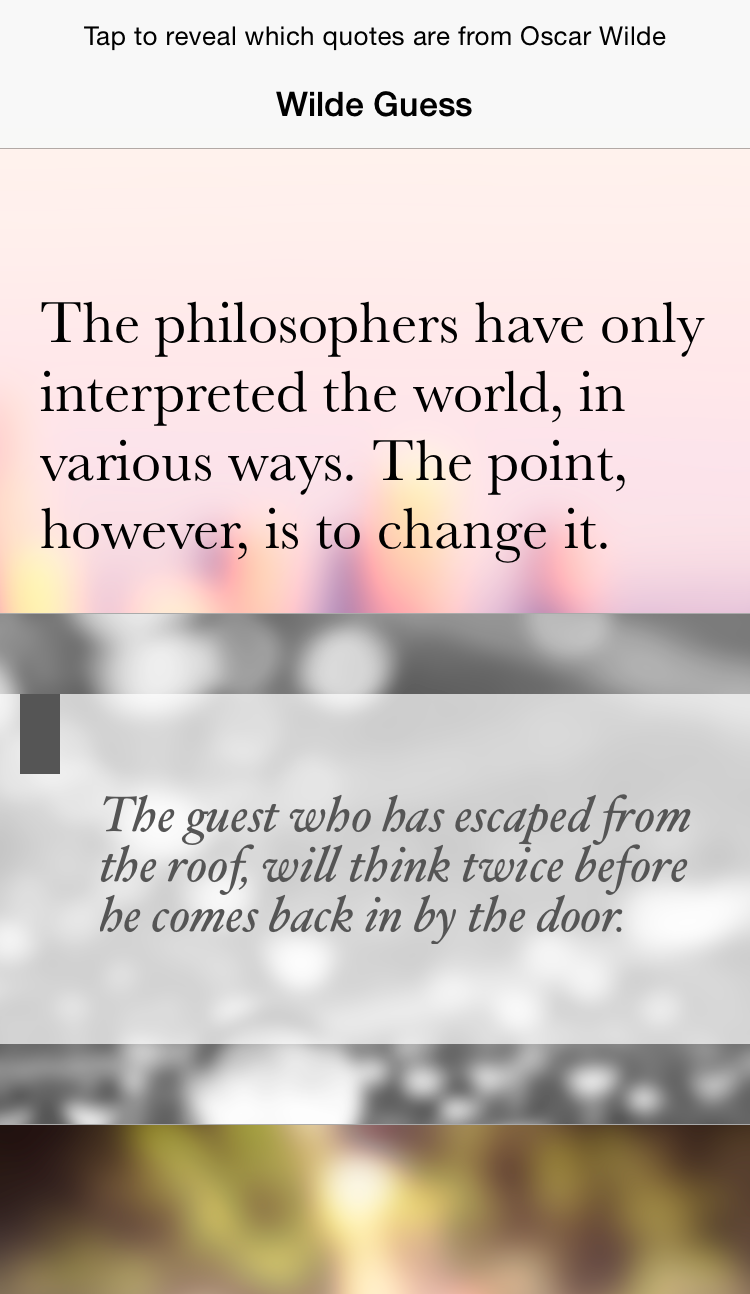 Tap to reveal which quotes are from Oscar Wilde
Wilde Guess
The philosophers have only
interpreted the world, in
various ways. The point,
however, is to change it.
The guest who has escaped from
the roof, will think twice before
he comes back in by the door.